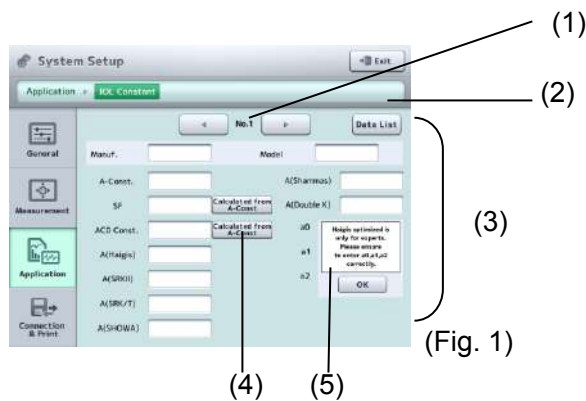 (1)
System Setup
Exit
Application
IOL Constant
(2)
No.1
Data List
General
Manuf.
Model
(3)
A-Const.
A(Shammas)
Measurement
SF
Calculated from
A-Const.
A(Double K)
ACD Const.
Calculated from
A-Const.
a0
Haigis optimized is
only for experts.
Please ensure
to enter a0,a1,a2
correctly.
A(Haigis)
a1
Application
A(SRKII)
a2
OK
A(SRK/T)
Connection
& Print
A(SHOWA)
(Fig. 1)
(4)
(5)